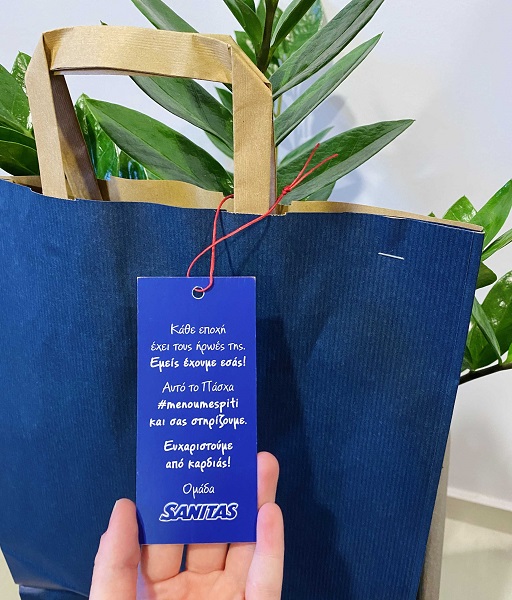 Κάθε εποχή
έχει τους ήρωές της.
Εμείς έχουμε εσάς!
Αυτό το Πάσχα
#menoumespiti
και σας στηρίζουμε.
Ευχαριστούμε
από καρδιάς!
Ομάδα
SANITAS